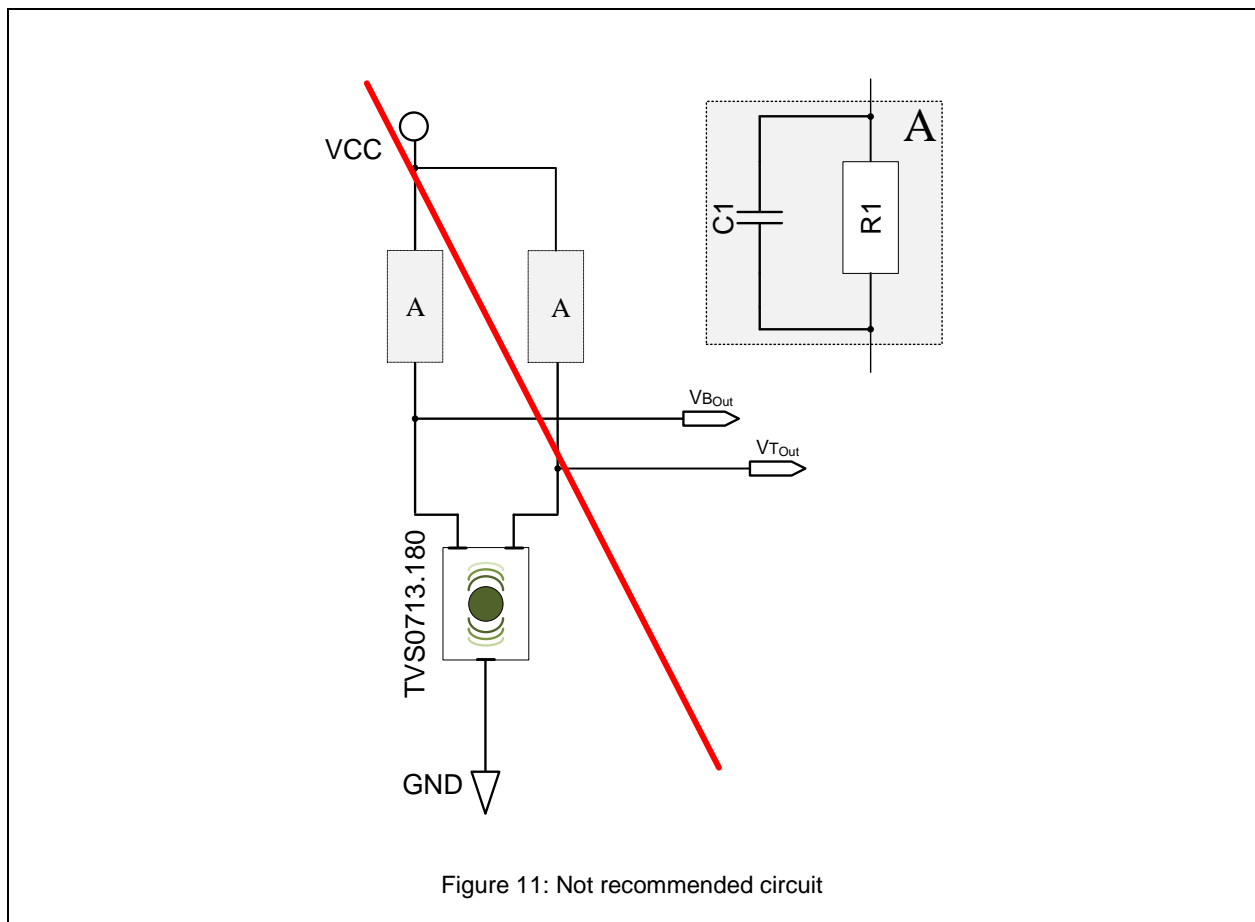 VCC
A
A
A
C1
R1
VBOut
VTOut
TVS0713.180
GND
Figure 11: Not recommended circuit